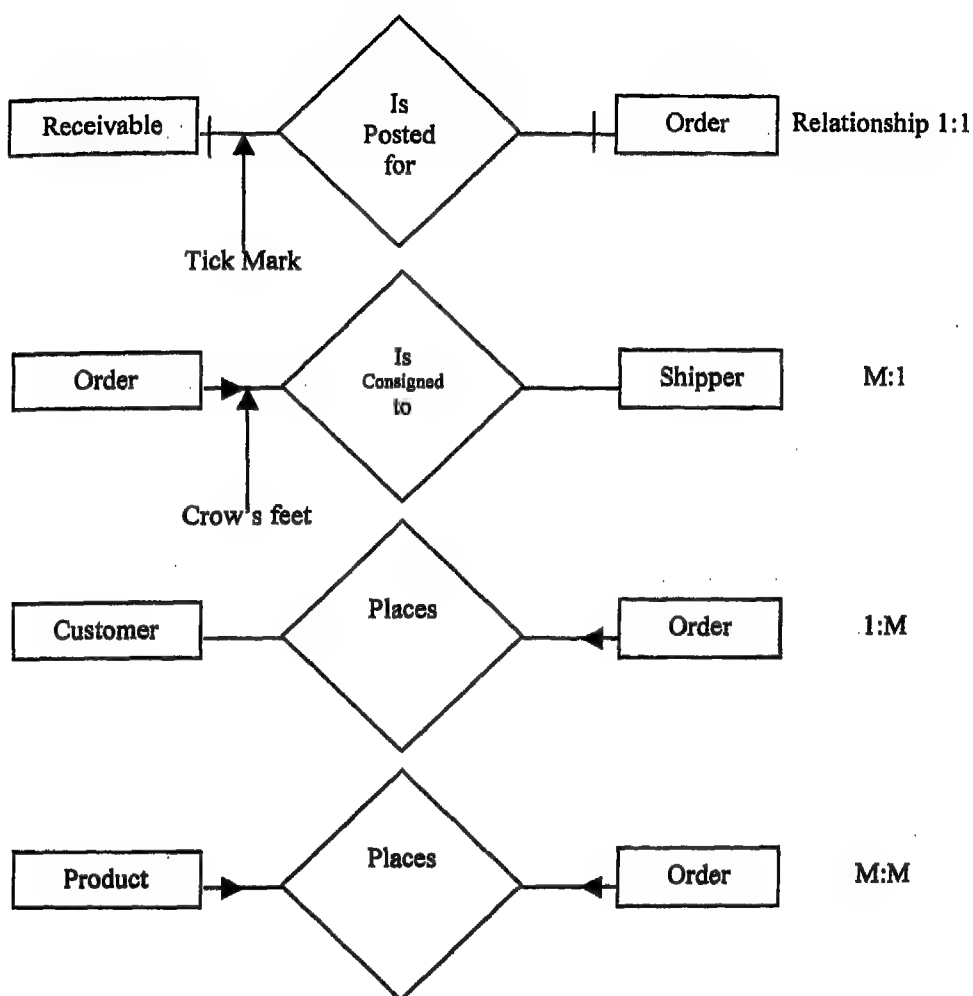 Receivable
Is
Posted
for
Order
Relationship 1:1
Tick Mark
Order
Is
Consigned
to
Shipper
M:1
Crow's feet
Customer
Places
Order
1:M
Product
Places
Order
M:M